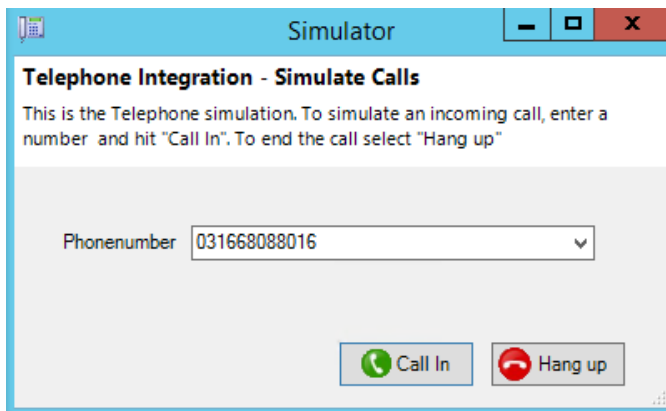 Simulator
Telephone Integration - Simulate Calls
This is the Telephone simulation. To simulate an incoming call, enter a
number and hit "Call In". To end the call select "Hang up"
Phonenumber 031668088016
Call In Hang up